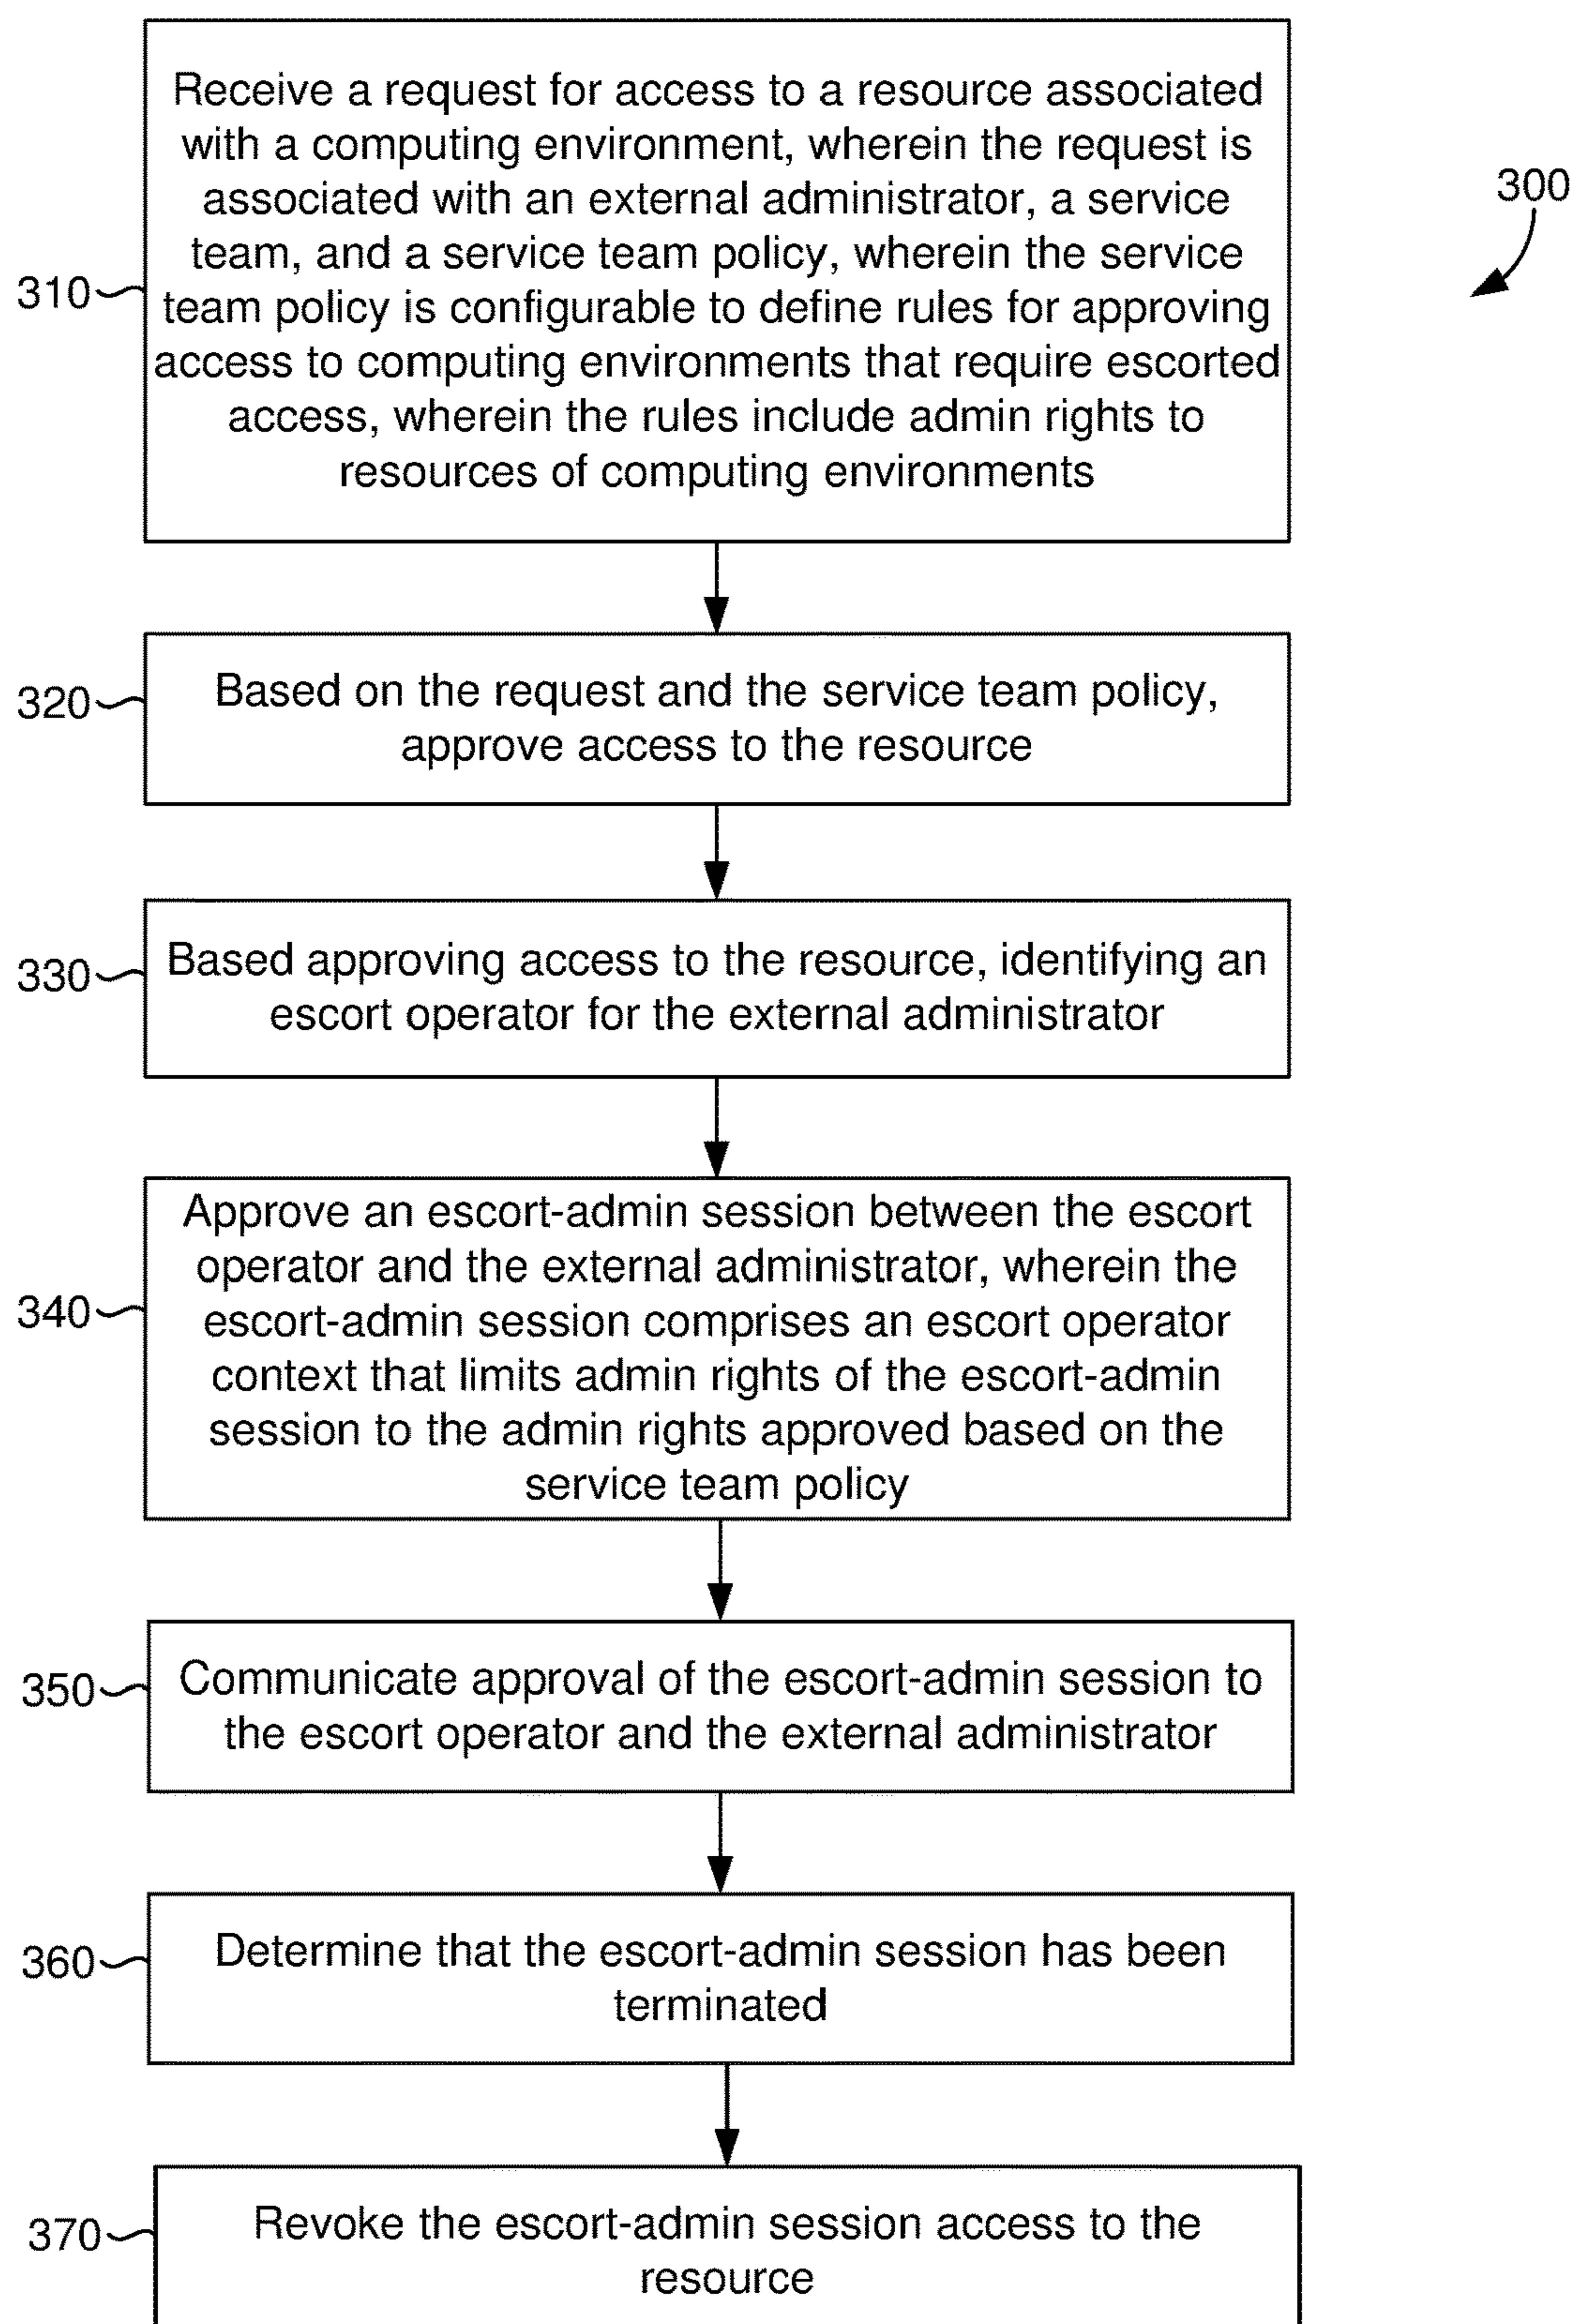 Receive a request for access to a resource associated
with a computing environment, wherein the request is
associated with an external administrator, a service
team, and a service team policy, wherein the service
team policy is configurable to define rules for approving
access to computing environments that require escorted
access, wherein the rules include admin rights to
resources of computing environments
310
300
Based on the request and the service team policy,
approve access to the resource
320
Based approving access to the resource, identifying an
escort operator for the external administrator
330
Approve an escort-admin session between the escort
operator and the external administrator, wherein the
escort-admin session comprises an escort operator
context that limits admin rights of the escort-admin
session to the admin rights approved based on the
service team policy
340
Communicate approval of the escort-admin session to
the escort operator and the external administrator
350
Determine that the escort-admin session has been
terminated
360
Revoke the escort-admin session access to the
resource
370